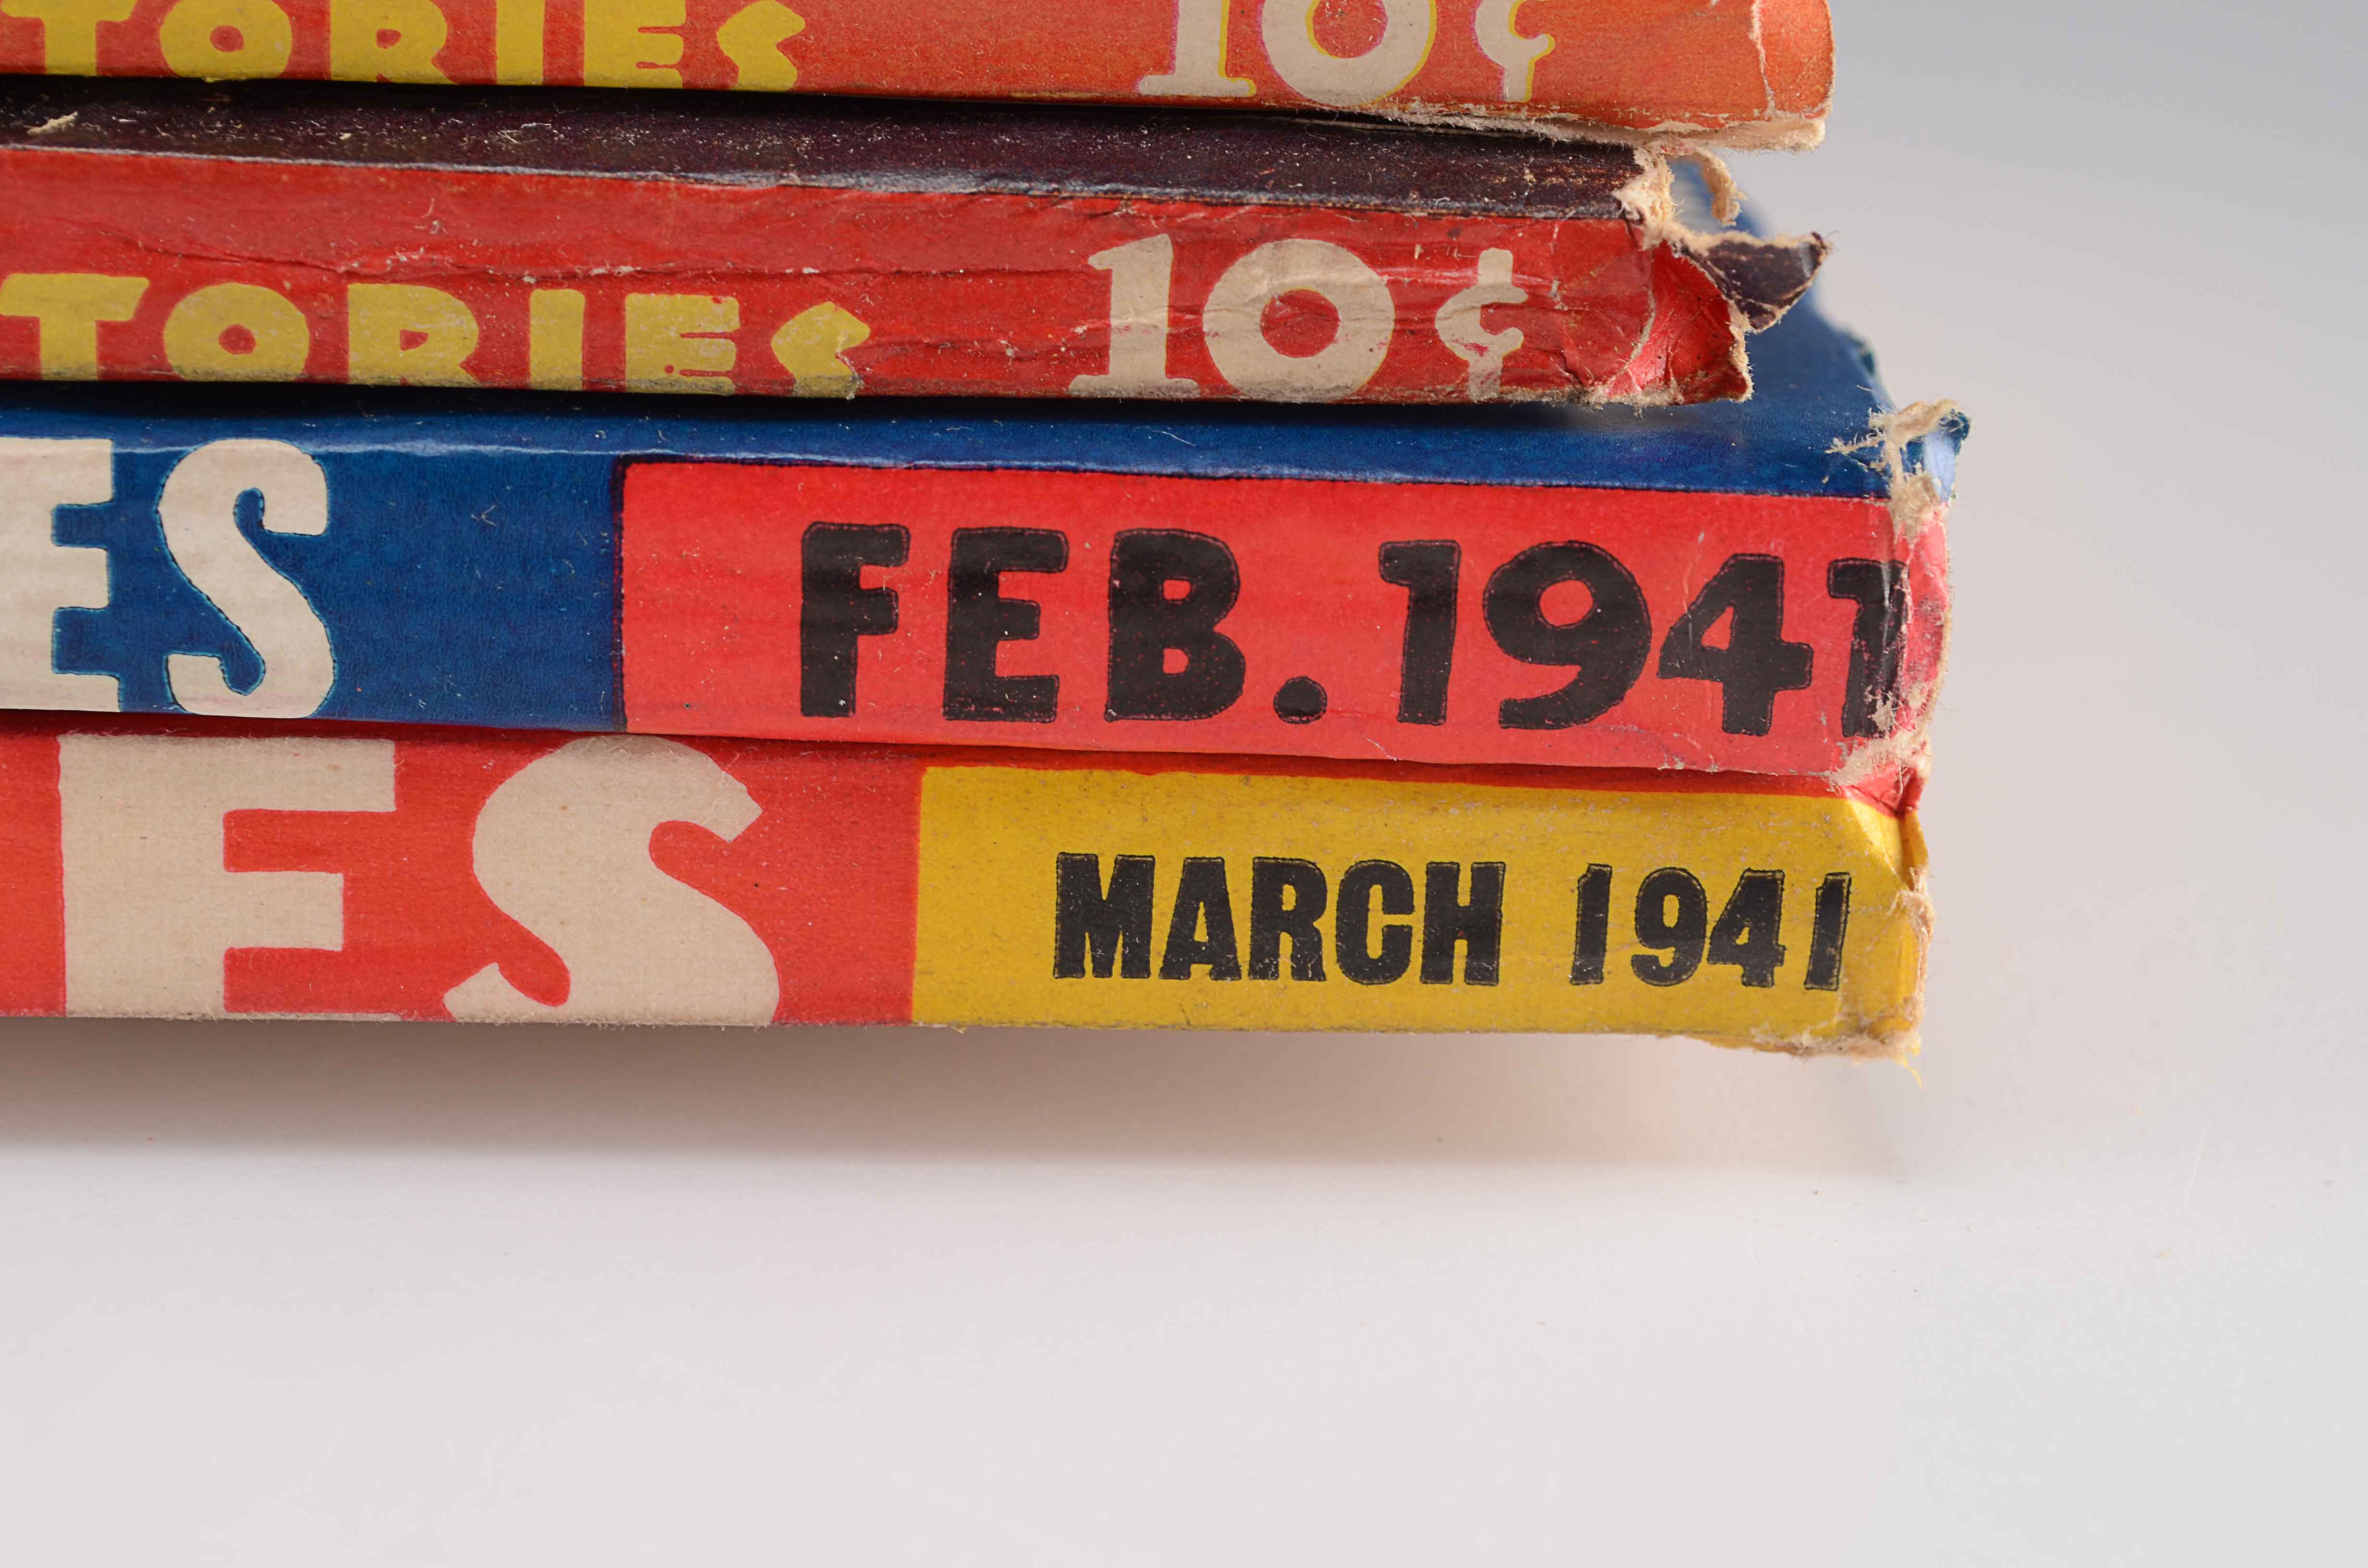 TORIES 10¢
TORIES 10¢
ES FEB. 1941
ES MARCH 1941